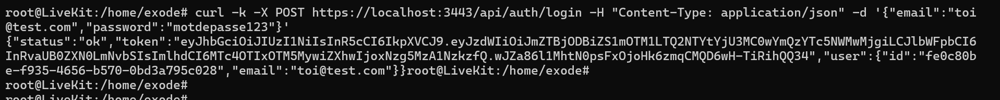 root@LiveKit:/home/exode# curl -k -X POST https://localhost:3443/api/auth/login -H "Content-Type: application/json" -d '{"email":"toi
@test.com","password":"motdepasse123"}'
{"status":"ok","token":"eyJhbGciOiJIUzI1NiIsInR5cCI6IkpXVCJ9.eyJzdWIiOiJmZTBjODBiZS1mOTM1LTQ2NTYtYjU3MC0wYmQzYTc5NWMwMjgiLCJlbWFpbCI6
InRvaUB0ZXN0LmNvbSIsImlhdCI6MTc4OTIxOTM5MywiZXhwIjoxNzg5MzA1NzkzfQ.wJZa86l1MhtN0psFxOjoHk6zmqCMQD6wH-TiRihQQ34","user":{"id":"fe0c80b
e-f935-4656-b570-0bd3a795c028","email":"toi@test.com"}}root@LiveKit:/home/exode#
root@LiveKit:/home/exode#
root@LiveKit:/home/exode#